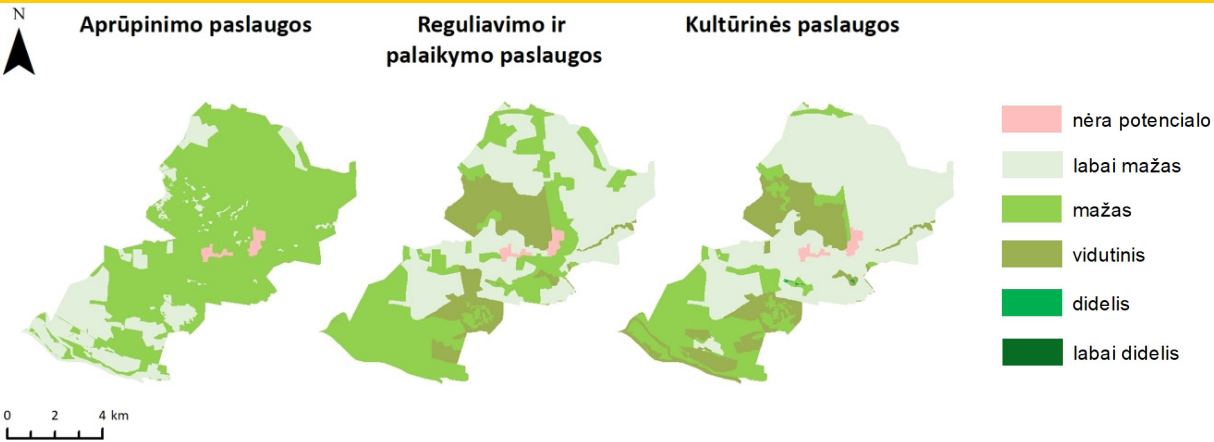 N
Aprūpinimo paslaugos
Reguliavimo ir
palaikymo paslaugos
Kultūrinės paslaugos
nėra potencialo
labai mažas
mažas
vidutinis
didelis
labai didelis
0 2 4 km